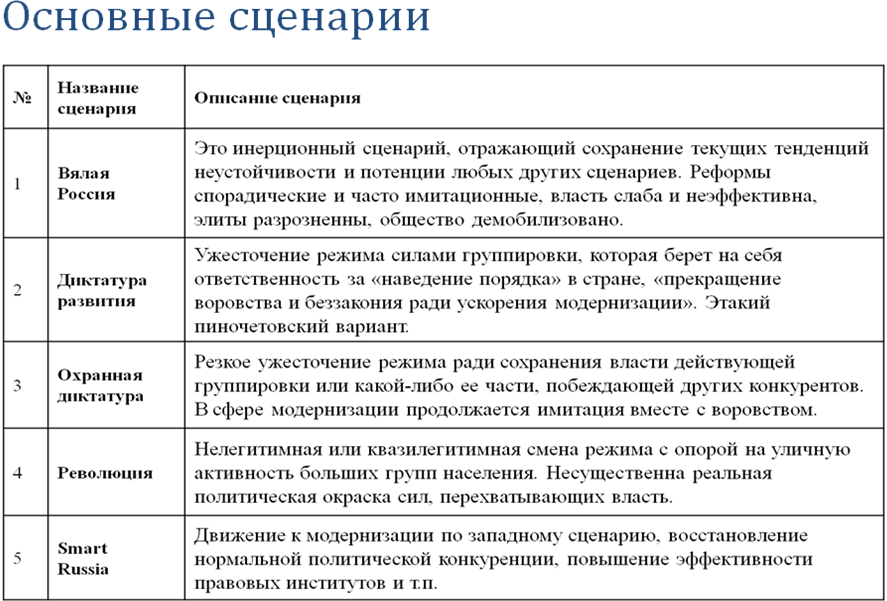 Основные сценарии
№
Название
сценария
Описание сценария
1
Вялая
Россия
Это инерционный сценарий, отражающий сохранение текущих тенденций
неустойчивости и потенции любых других сценариев. Реформы
спорадические и часто имитационные, власть слаба и неэффективна,
элиты разрозненны, общество демобилизовано.
2
Диктатура
развития
Ужесточение режима силами группировки, которая берет на себя
ответственность за «наведение порядка» в стране, «прекращение
воровства и беззакония ради ускорения модернизации». Этакий
пиночетовский вариант.
3
Охранная
диктатура
Резкое ужесточение режима ради сохранения власти действующей
группировки или какой-либо ее части, побеждающей других конкурентов.
В сфере модернизации продолжается имитация вместе с воровством.
4
Революция
Нелегитимная или квазилегитимная смена режима с опорой на уличную
активность больших групп населения. Несущественна реальная
политическая окраска сил, перехватывающих власть.
5
Smart
Russia
Движение к модернизации по западному сценарию, восстановление
нормальной политической конкуренции, повышение эффективности
правовых институтов и т.п.